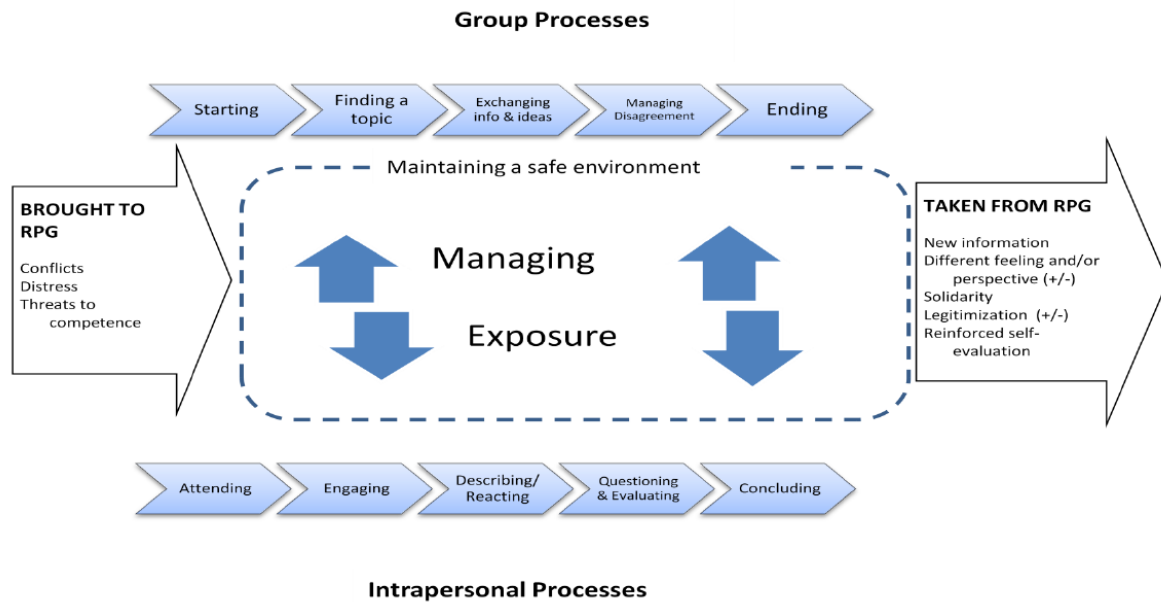 Group Processes
Starting
Finding a
topic
Exchanging
info & ideas
Managing
Disagreement
Ending
Maintaining a safe environment
BROUGHT TO
RPG
Conflicts
Distress
Threats to
competence
Managing
Exposure
TAKEN FROM RPG
New information
Different feeling and/or
perspective (+/-)
Solidarity
Legitimization (+/-)
Reinforced self-
evaluation
Attending
Engaging
Describing/
Reacting
Questioning
& Evaluating
Concluding
Intrapersonal Processes